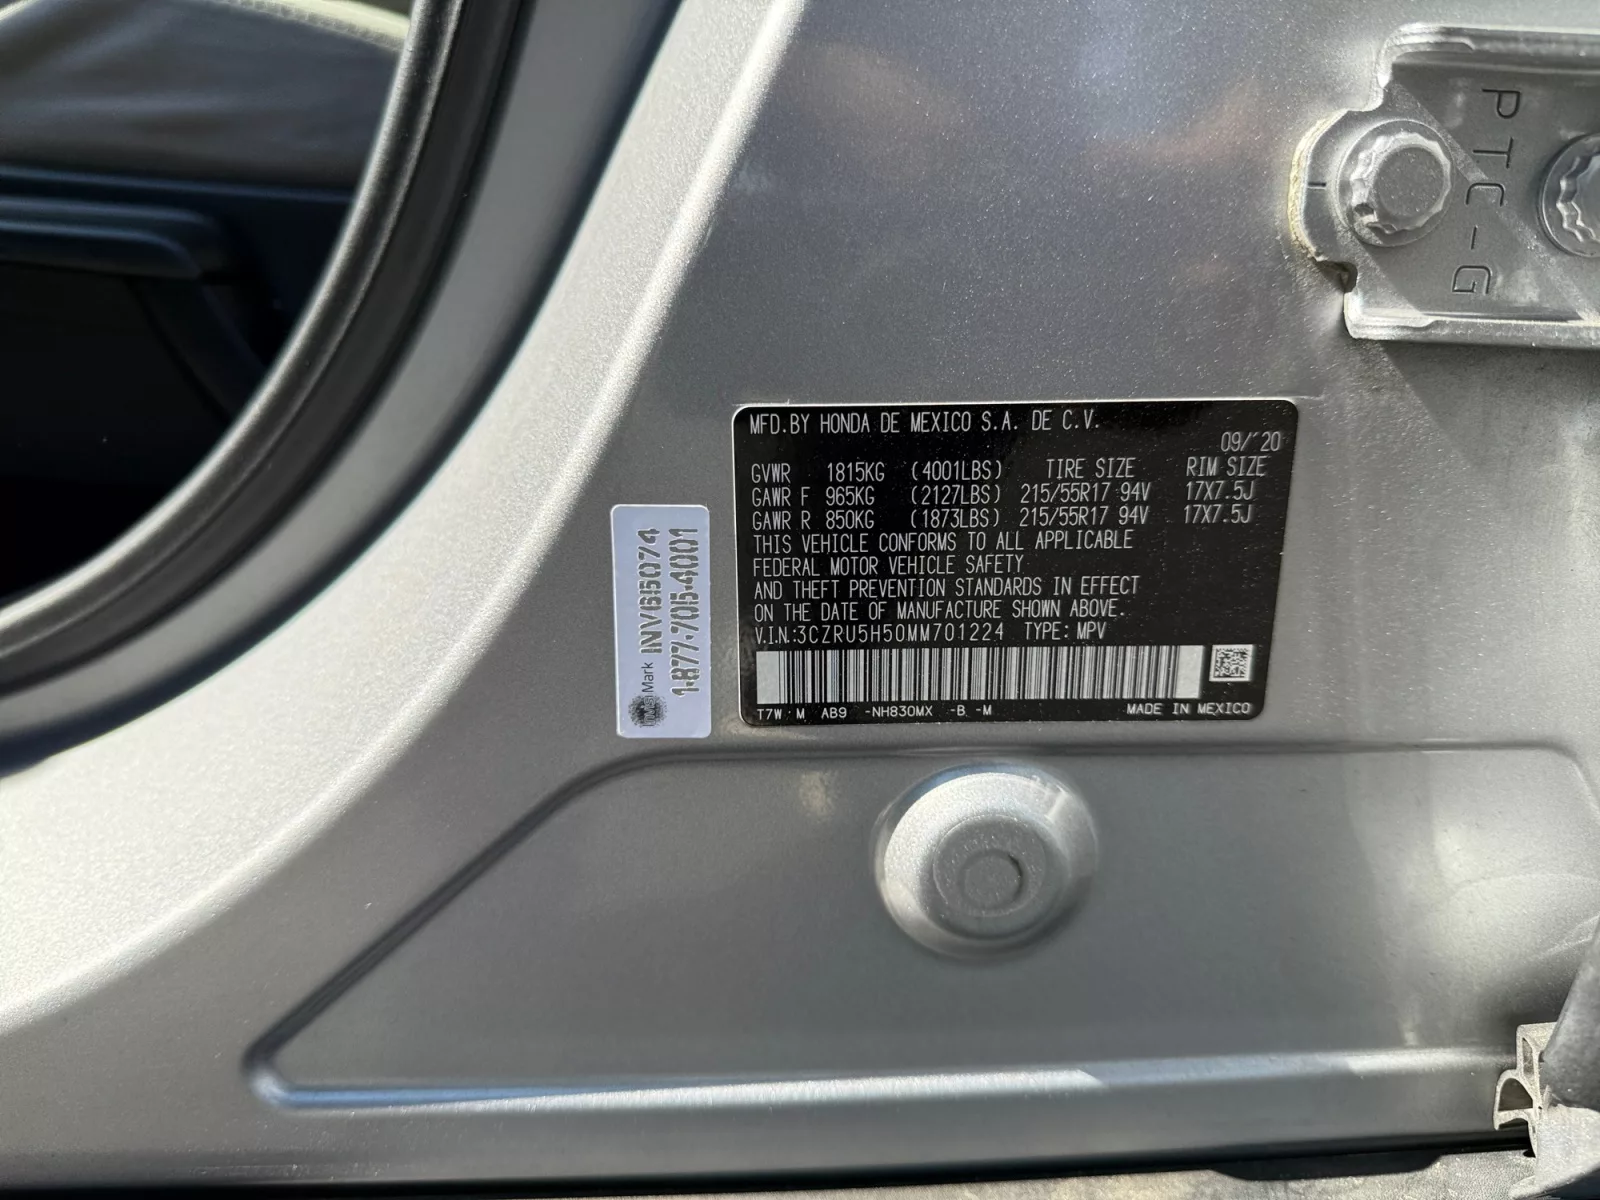 PTC-G
MFD.BY HONDA DE MEXICO S.A. DE C.V.
09/'20
GVWR 1815KG (4001LBS) TIRE SIZE RIM SIZE
GAWR F 965KG (2127LBS) 215/55R17 94V 17X7.5J
GAWR R 850KG (1873LBS) 215/55R17 94V 17X7.5J
THIS VEHICLE CONFORMS TO ALL APPLICABLE
FEDERAL MOTOR VEHICLE SAFETY
AND THEFT PREVENTION STANDARDS IN EFFECT
ON THE DATE OF MANUFACTURE SHOWN ABOVE.
V.I.N.:3CZRU5H50MM701224 TYPE: MPV
T7W M AB9 -NH830MX -B -M MADE IN MEXICO
Mark INV65074
1-877-705-4001